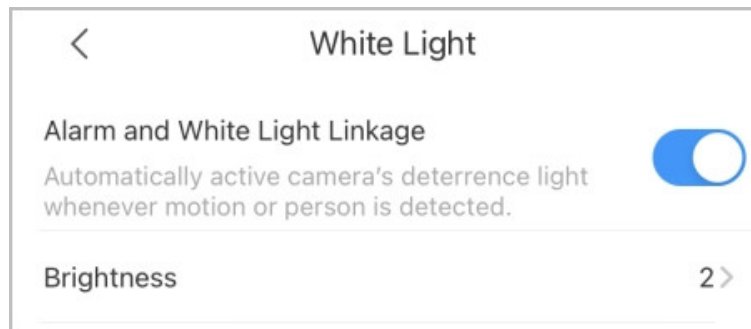 White Light
Alarm and White Light Linkage
Automatically active camera's deterrence light
whenever motion or person is detected.
Brightness 2